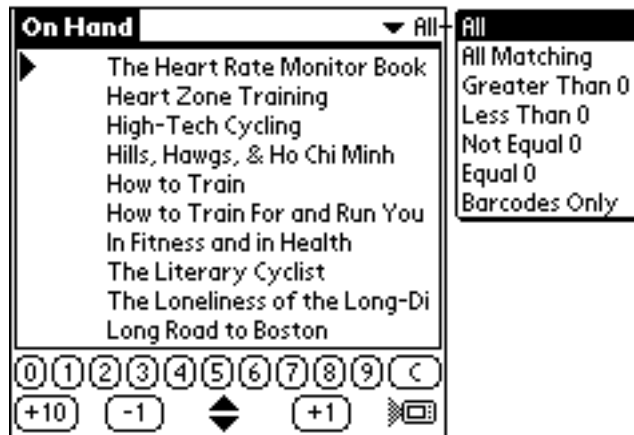 On Hand
All
The Heart Rate Monitor Book
Heart Zone Training
High-Tech Cycling
Hills, Hawgs, & Ho Chi Minh
How to Train
How to Train For and Run You
In Fitness and in Health
The Literary Cyclist
The Loneliness of the Long-Di
Long Road to Boston
0 1 2 3 4 5 6 7 8 9 C
+10 -1 +1
All
All Matching
Greater Than 0
Less Than 0
Not Equal 0
Equal 0
Barcodes Only